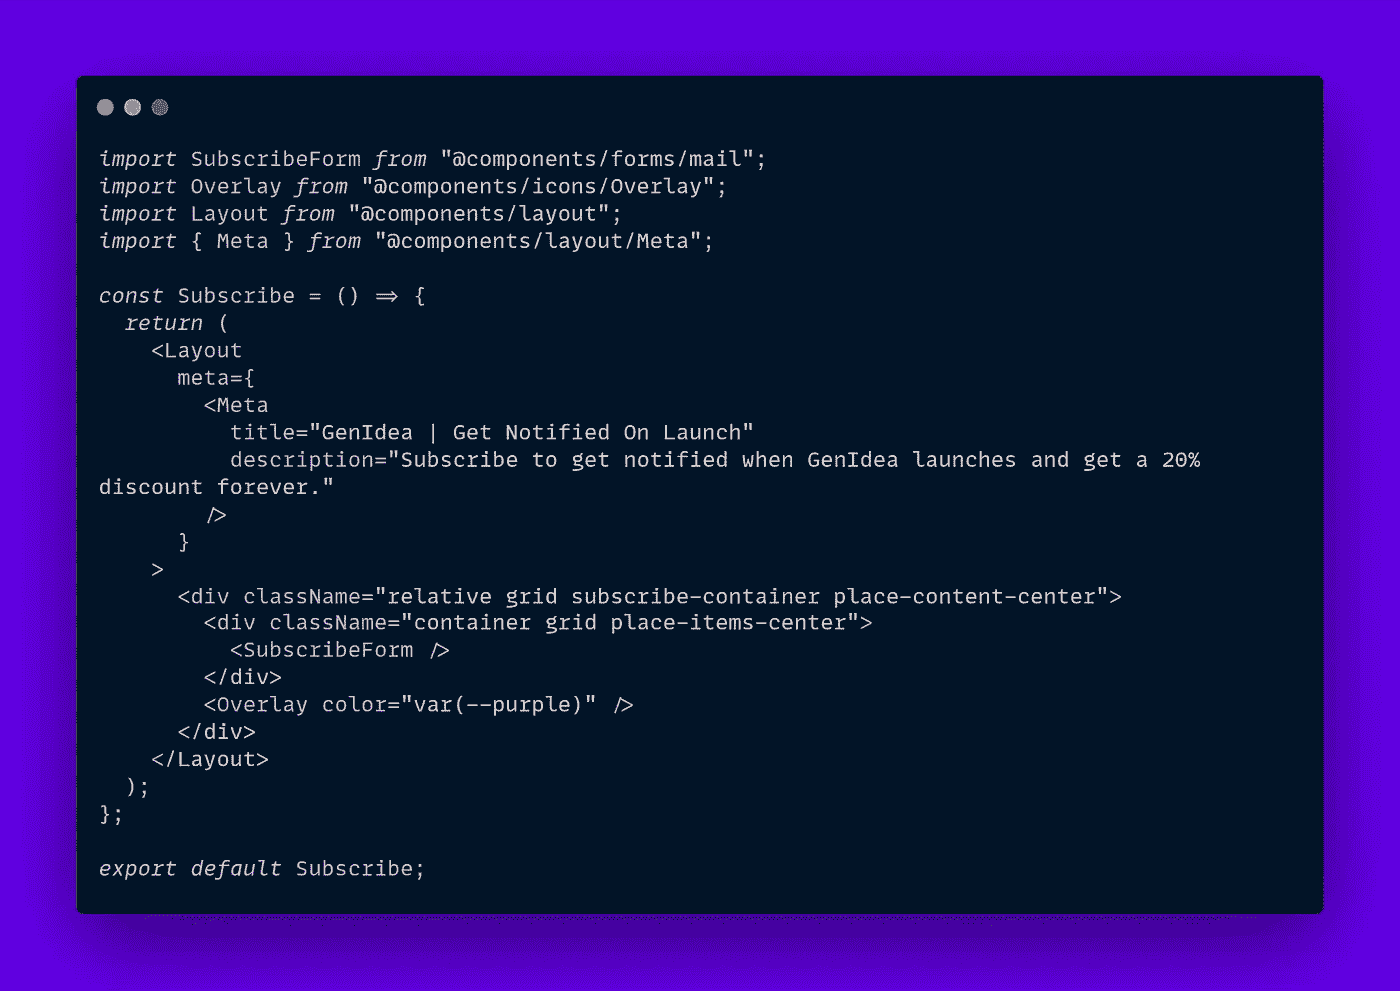 import SubscribeForm from "@components/forms/mail";
import Overlay from "@components/icons/Overlay";
import Layout from "@components/layout";
import { Meta } from "@components/layout/Meta";

const Subscribe = () => {
  return (
    <Layout
      meta={
        <Meta
          title="GenIdea | Get Notified On Launch"
          description="Subscribe to get notified when GenIdea launches and get a 20%
discount forever."
        />
      }
    >
      <div className="relative grid subscribe-container place-content-center">
        <div className="container grid place-items-center">
          <SubscribeForm />
        </div>
        <Overlay color="var(--purple)" />
      </div>
    </Layout>
  );
};

export default Subscribe;